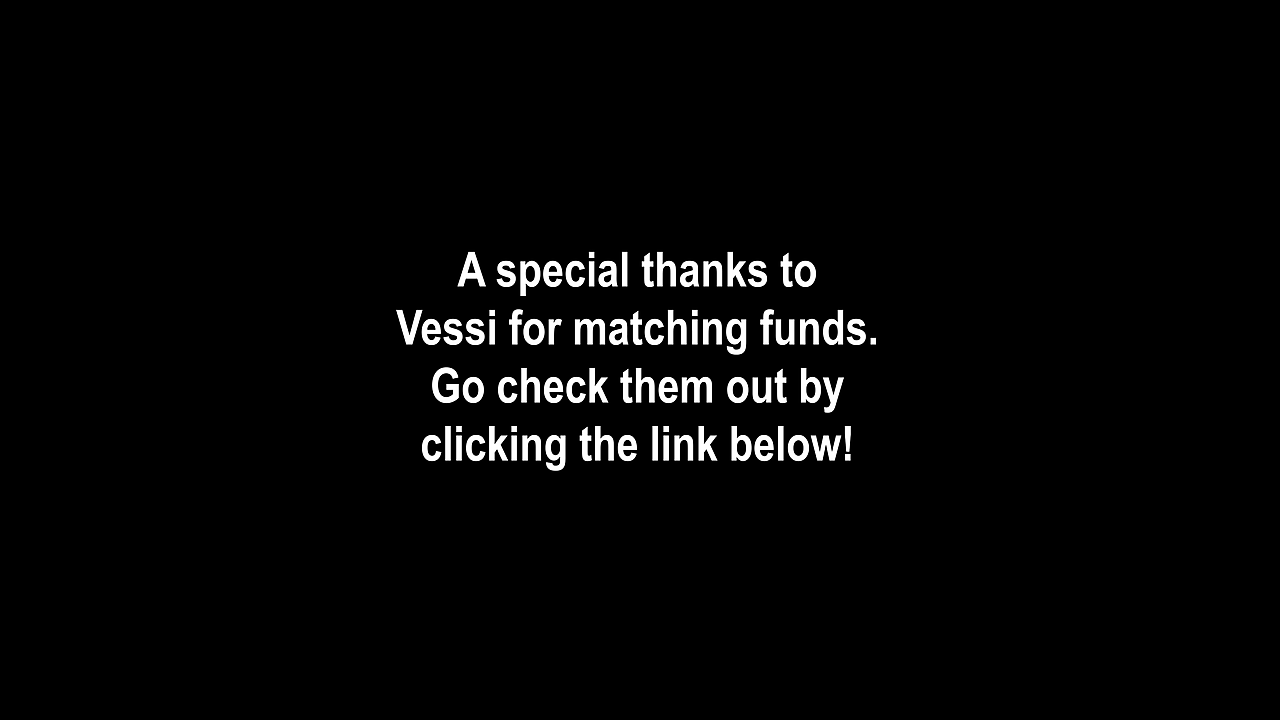 A special thanks to
Vessi for matching funds.
Go check them out by
clicking the link below!